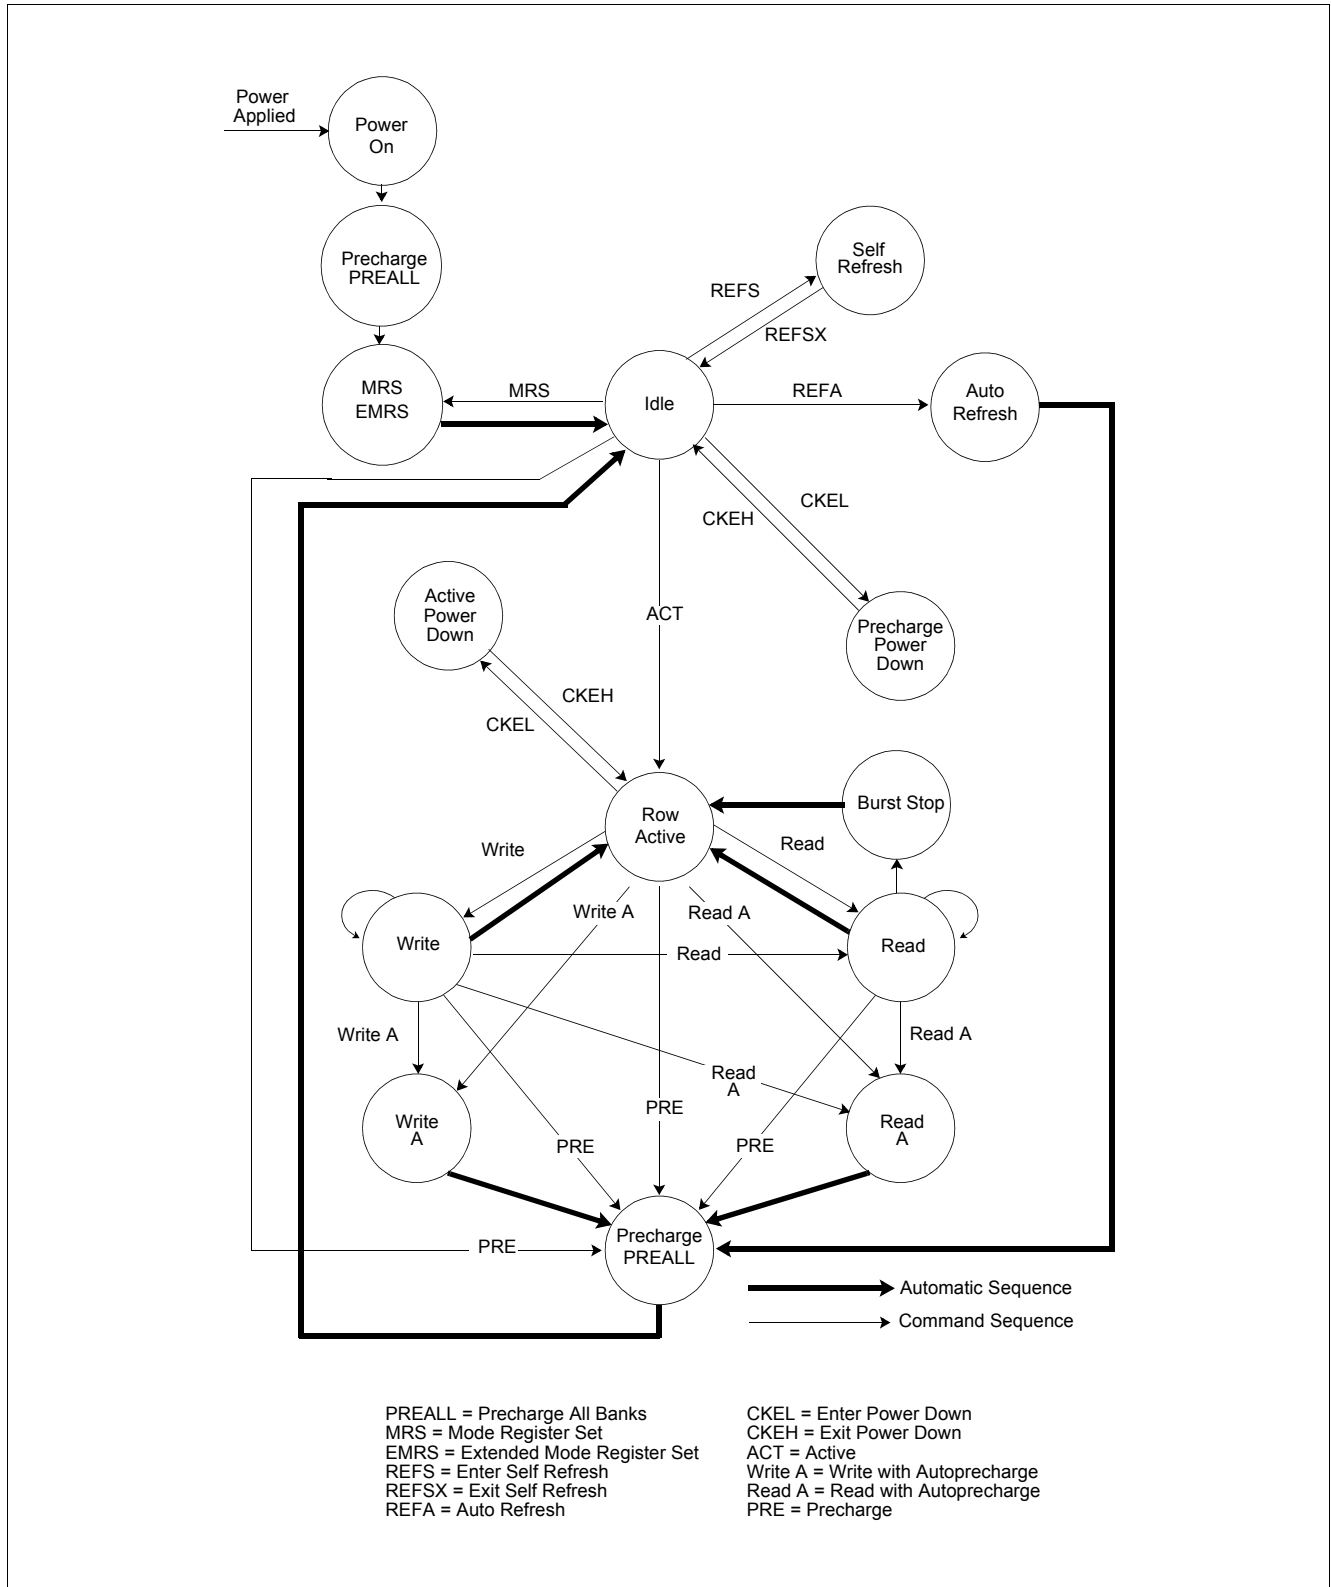 Power
Applied
Power
On
Precharge
PREALL
Self
Refresh
REFS
REFSX
MRS
EMRS
MRS
Idle
REFA
Auto
Refresh
CKEL
CKEH
Active
Power
Down
ACT
Precharge
Power
Down
CKEH
CKEL
Row
Active
Burst Stop
Write
Read
Write A
Read A
Write
Read
Read
Write A
Read A
Read
A
PRE
Write
A
Read
A
PRE
PRE
Precharge
PREALL
PRE
Automatic Sequence
Command Sequence
PREALL = Precharge All Banks
MRS = Mode Register Set
EMRS = Extended Mode Register Set
REFS = Enter Self Refresh
REFSX = Exit Self Refresh
REFA = Auto Refresh
CKEL = Enter Power Down
CKEH = Exit Power Down
ACT = Active
Write A = Write with Autoprecharge
Read A = Read with Autoprecharge
PRE = Precharge